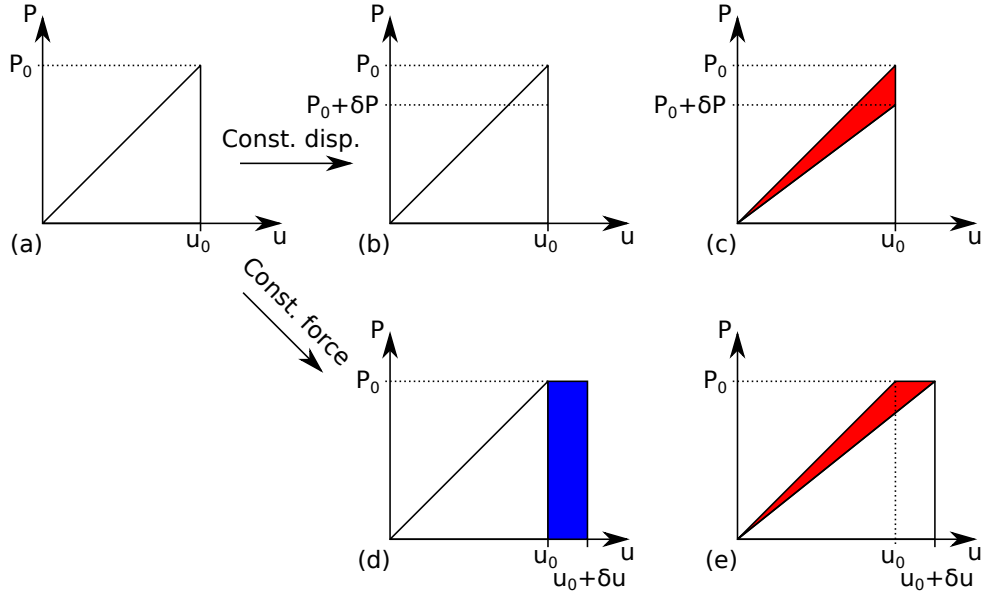 P
P₀
u₀
u
(a)
Const. disp.
P
P₀
P₀+δP
u₀
u
(b)
P
P₀
P₀+δP
u₀
u
(c)
Const. force
P
P₀
u₀
u
u₀+δu
(d)
P
P₀
u₀
u
u₀+δu
(e)